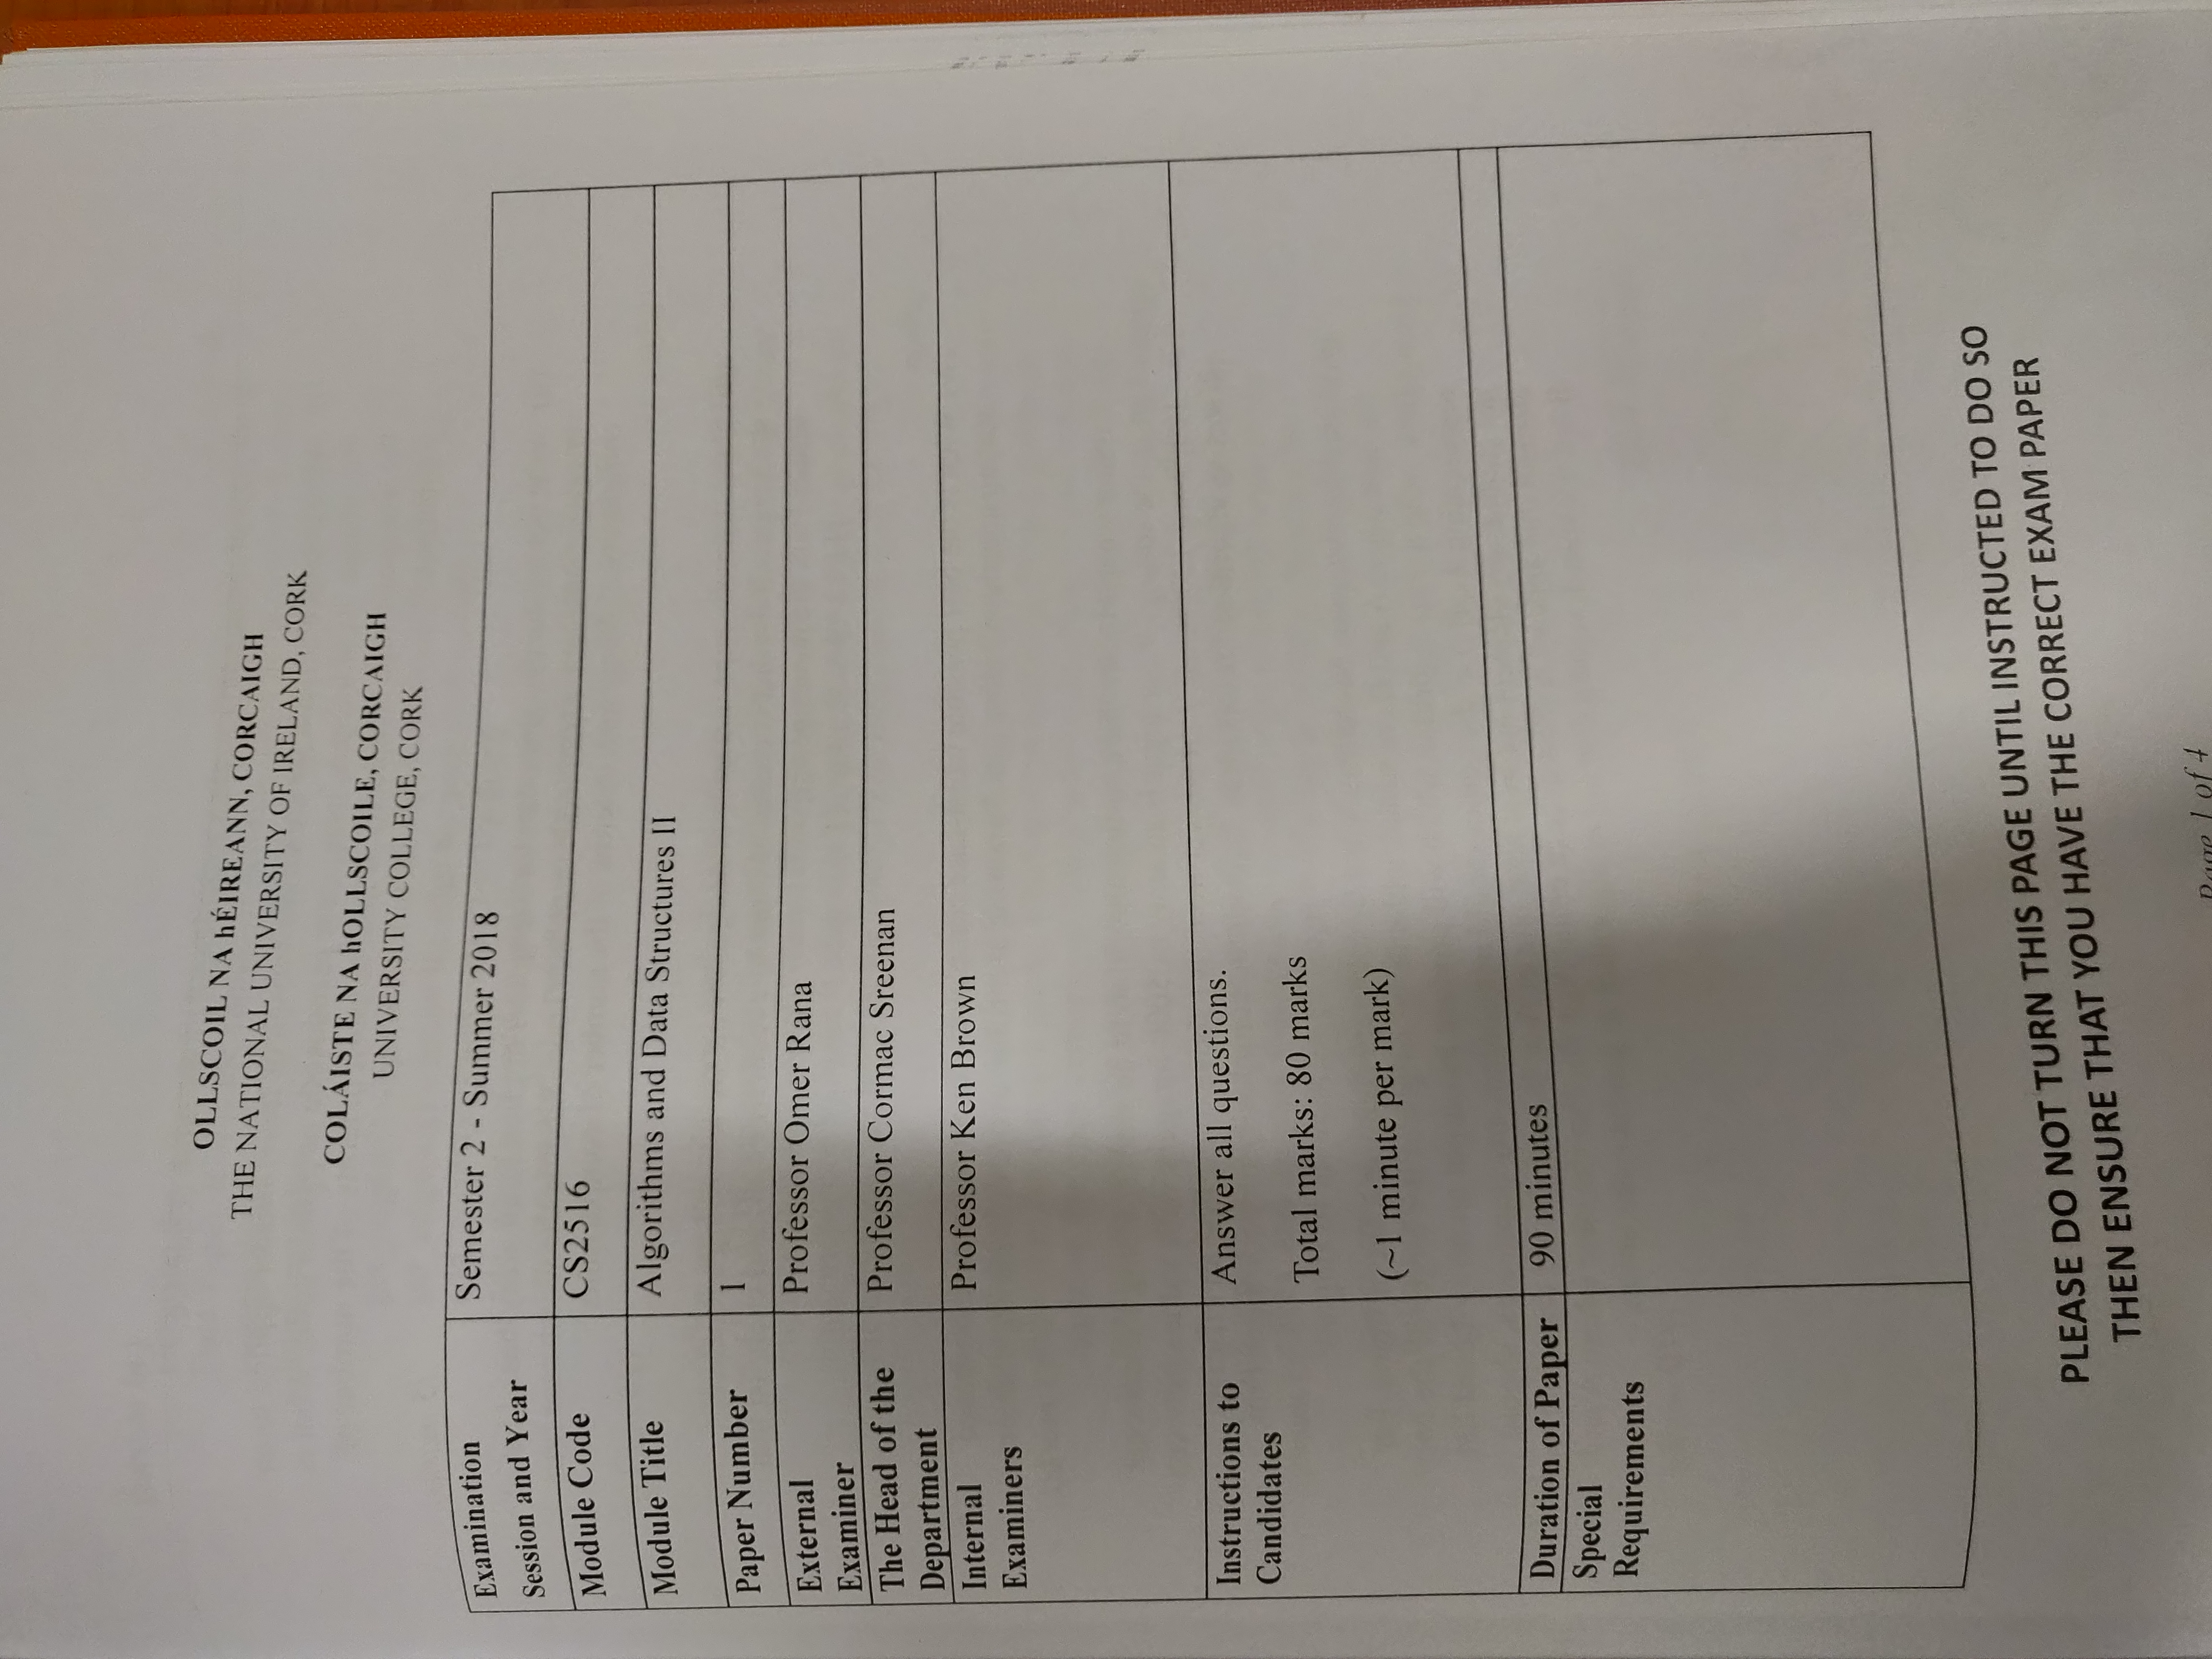 OLLSCOIL NA hÉIREANN, CORCAIGH
THE NATIONAL UNIVERSITY OF IRELAND, CORK
COLÁISTE NA hOLLSCOILE, CORCAIGH
UNIVERSITY COLLEGE, CORK
Examination
Session and Year
Semester 2 - Summer 2018
Module Code
CS2516
Module Title
Algorithms and Data Structures II
Paper Number
1
External
Examiner
Professor Omer Rana
The Head of the
Department
Professor Cormac Sreenan
Internal
Examiners
Professor Ken Brown
Instructions to
Candidates
Answer all questions.
Total marks: 80 marks
(~1 minute per mark)
Duration of Paper
90 minutes
Special
Requirements
PLEASE DO NOT TURN THIS PAGE UNTIL INSTRUCTED TO DO SO
THEN ENSURE THAT YOU HAVE THE CORRECT EXAM PAPER
Page 1 of 4